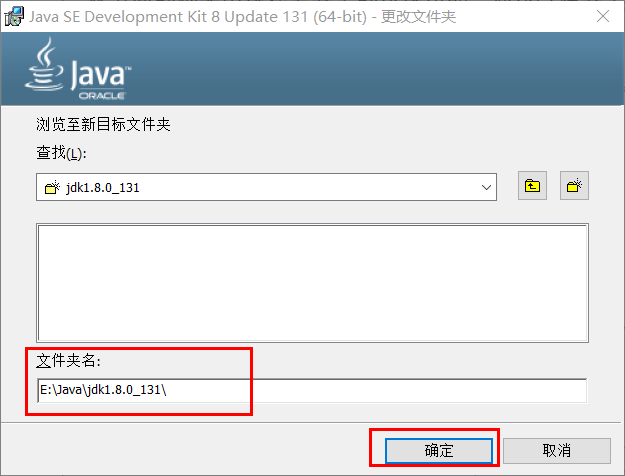 Java SE Development Kit 8 Update 131 (64-bit) - 更改文件夹
Java™
ORACLE
浏览至新目标文件夹
查找(L):
jdk1.8.0_131
文件夹名:
E:\Java\jdk1.8.0_131\
确定
取消